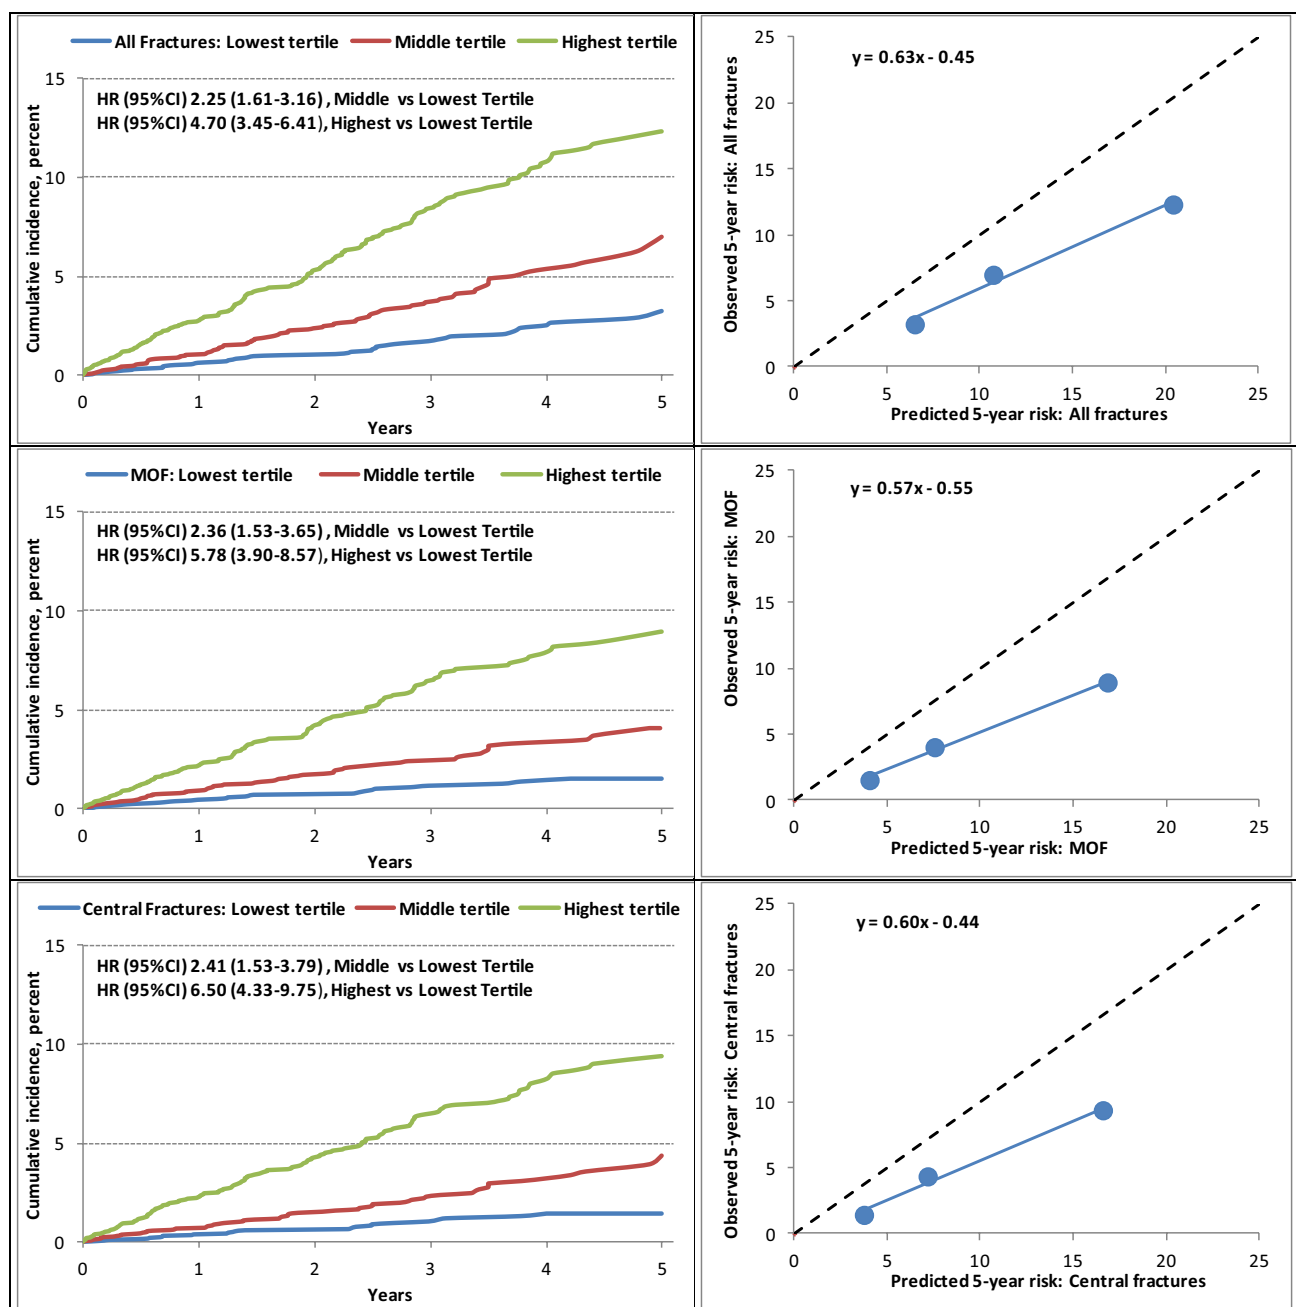 All Fractures: Lowest tertile Middle tertile Highest tertile
15
HR (95%CI) 2.25 (1.61-3.16) , Middle vs Lowest Tertile
HR (95%CI) 4.70 (3.45-6.41), Highest vs Lowest Tertile
10
5
0
Cumulative incidence, percent
0 1 2 3 4 5
Years
y = 0.63x - 0.45
25
20
15
10
5
0
Observed 5-year risk: All fractures
0 5 10 15 20 25
Predicted 5-year risk: All fractures
MOF: Lowest tertile Middle tertile Highest tertile
15
HR (95%CI) 2.36 (1.53-3.65) , Middle vs Lowest Tertile
HR (95%CI) 5.78 (3.90-8.57), Highest vs Lowest Tertile
10
5
0
Cumulative incidence, percent
0 1 2 3 4 5
Years
y = 0.57x - 0.55
25
20
15
10
5
0
Observed 5-year risk: MOF
0 5 10 15 20 25
Predicted 5-year risk: MOF
Central Fractures: Lowest tertile Middle tertile Highest tertile
15
HR (95%CI) 2.41 (1.53-3.79) , Middle vs Lowest Tertile
HR (95%CI) 6.50 (4.33-9.75), Highest vs Lowest Tertile
10
5
0
Cumulative incidence, percent
0 1 2 3 4 5
Years
y = 0.60x - 0.44
25
20
15
10
5
0
Observed 5-year risk: Central fractures
0 5 10 15 20 25
Predicted 5-year risk: Central fractures